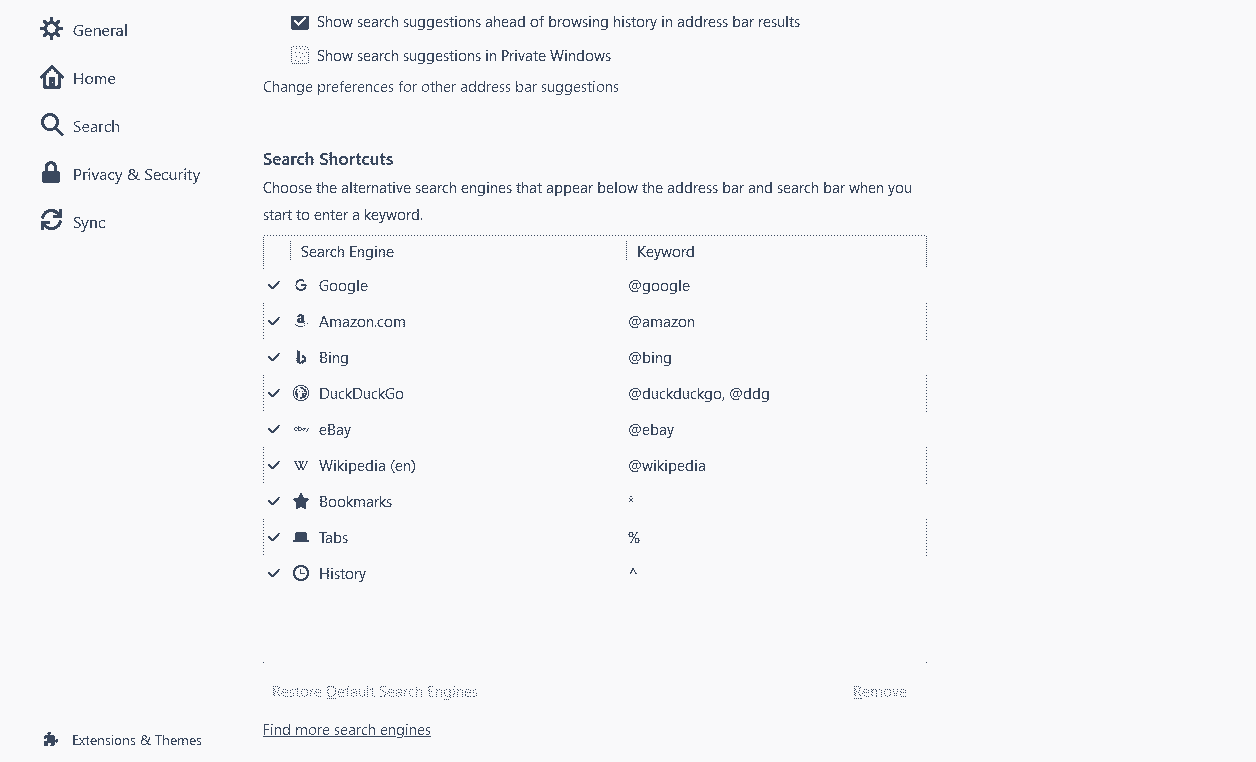 Show search suggestions ahead of browsing history in address bar results
Show search suggestions in Private Windows
Change preferences for other address bar suggestions
General
Home
Search
Privacy & Security
Sync
Search Shortcuts
Choose the alternative search engines that appear below the address bar and search bar when you
start to enter a keyword.
Search Engine Keyword
Google @google
Amazon.com @amazon
Bing @bing
DuckDuckGo @duckduckgo, @ddg
eBay @ebay
Wikipedia (en) @wikipedia
Bookmarks *
Tabs %
History ^
Restore Default Search Engines Remove
Find more search engines
Extensions & Themes